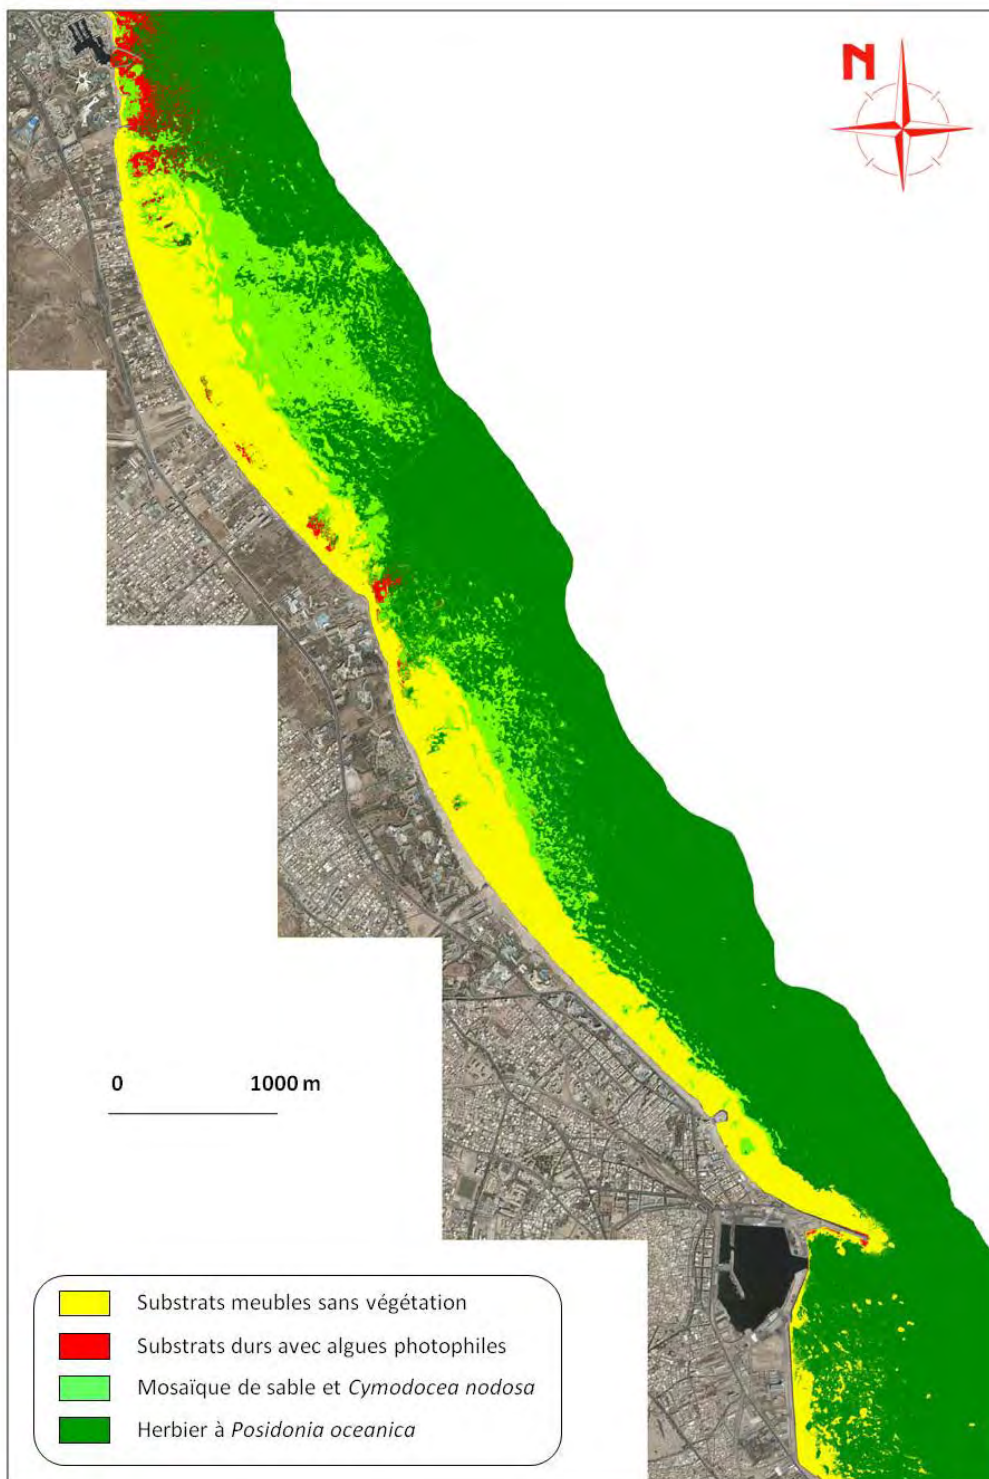 N
0 1000 m
Substrats meubles sans végétation
Substrats durs avec algues photophiles
Mosaïque de sable et Cymodocea nodosa
Herbier à Posidonia oceanica